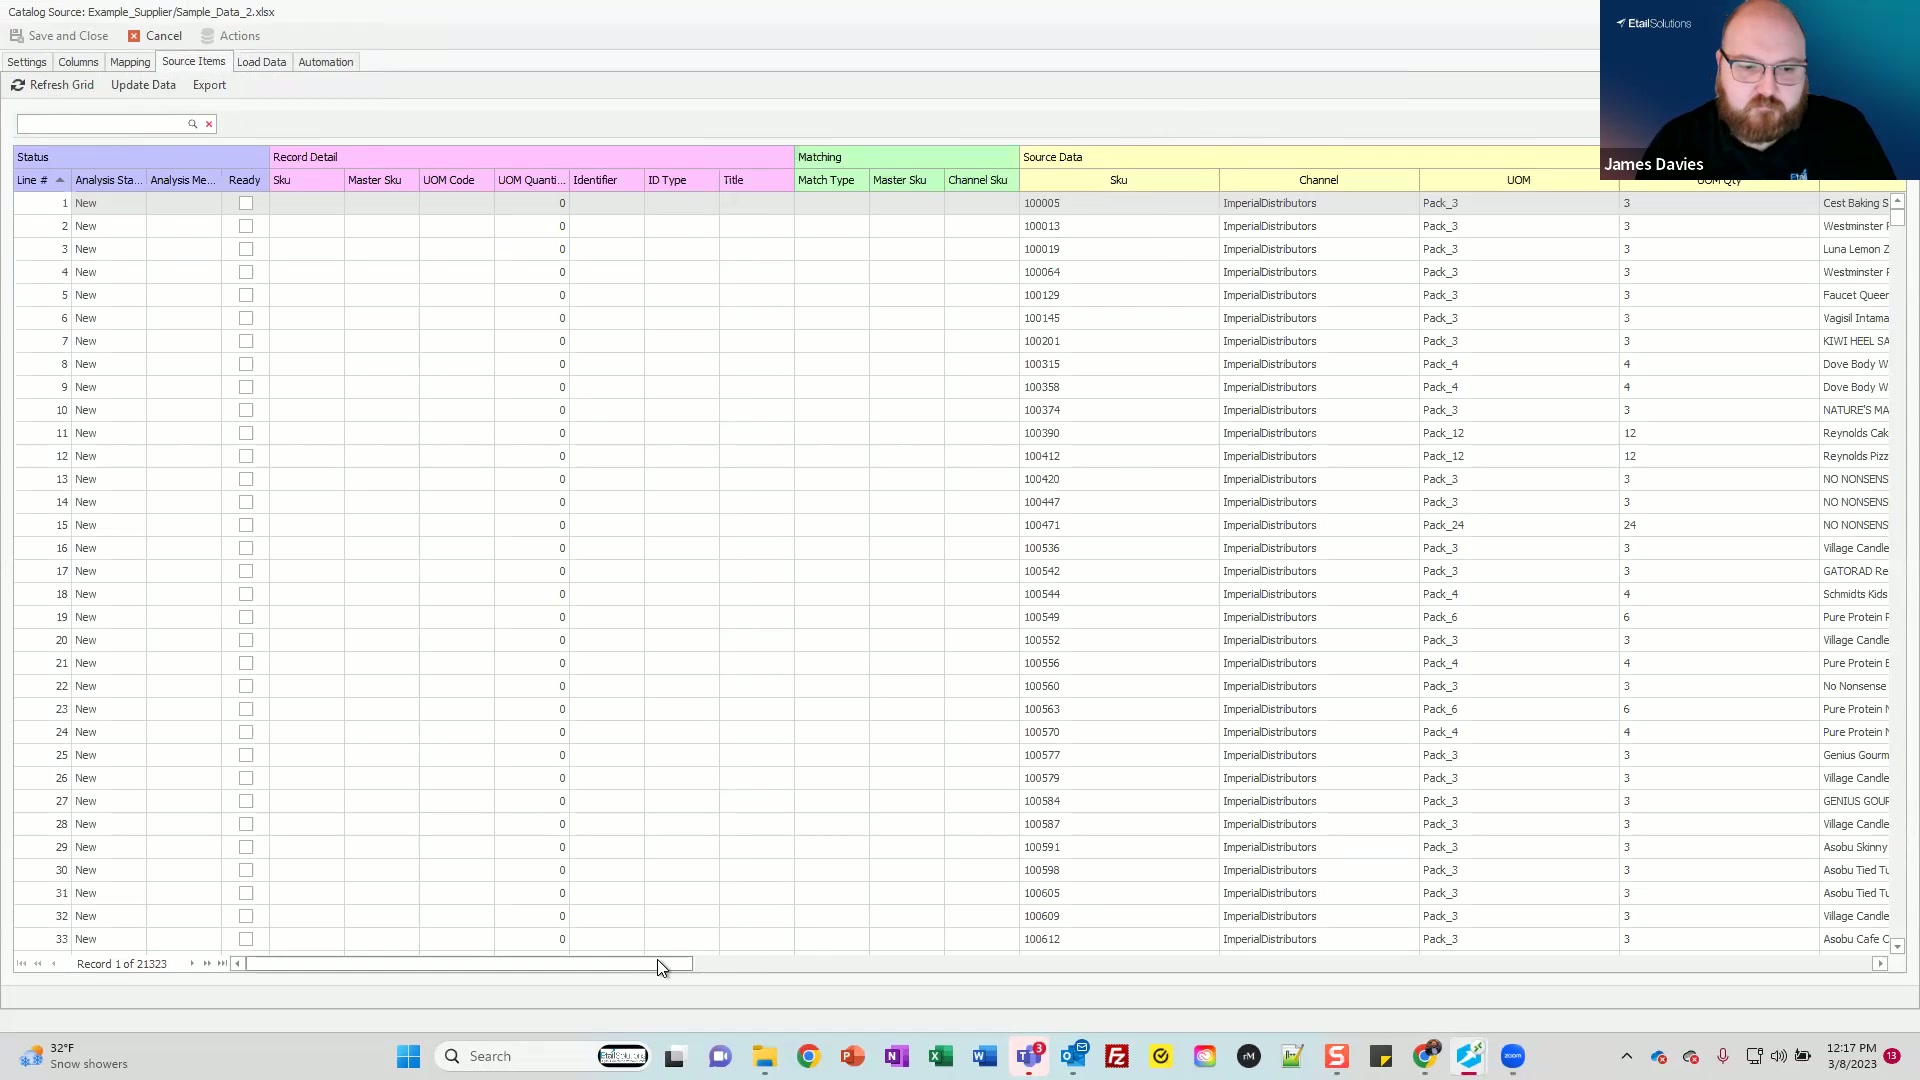 Catalog Source: Example_Supplier/Sample_Data_2.xlsx
EtailSolutions
Save and Close Cancel Actions
Settings Columns Mapping Source Items Load Data Automation
Refresh Grid Update Data Export
James Davies
Status Record Detail Matching Source Data
Line # Analysis Sta... Analysis Me... Ready Sku Master Sku UOM Code UOM Quanti... Identifier ID Type Title Match Type Master Sku Channel Sku Sku Channel UOM UOM Qty
1 New 0 100005 ImperialDistributors Pack_3 3 Cest Baking S
2 New 0 100013 ImperialDistributors Pack_3 3 Westminster
3 New 0 100019 ImperialDistributors Pack_3 3 Luna Lemon Z
4 New 0 100064 ImperialDistributors Pack_3 3 Westminster
5 New 0 100129 ImperialDistributors Pack_3 3 Faucet Queen
6 New 0 100145 ImperialDistributors Pack_3 3 Vagisil Intama
7 New 0 100201 ImperialDistributors Pack_3 3 KIWI HEEL SA
8 New 0 100315 ImperialDistributors Pack_4 4 Dove Body W
9 New 0 100358 ImperialDistributors Pack_4 4 Dove Body W
10 New 0 100374 ImperialDistributors Pack_3 3 NATURE'S MA
11 New 0 100390 ImperialDistributors Pack_12 12 Reynolds Cak
12 New 0 100412 ImperialDistributors Pack_12 12 Reynolds Pizz
13 New 0 100420 ImperialDistributors Pack_3 3 NO NONSENS
14 New 0 100447 ImperialDistributors Pack_3 3 NO NONSENS
15 New 0 100471 ImperialDistributors Pack_24 24 NO NONSENS
16 New 0 100536 ImperialDistributors Pack_3 3 Village Candle
17 New 0 100542 ImperialDistributors Pack_3 3 GATORAD Re
18 New 0 100544 ImperialDistributors Pack_4 4 Schmidts Kids
19 New 0 100549 ImperialDistributors Pack_6 6 Pure Protein
20 New 0 100552 ImperialDistributors Pack_3 3 Village Candle
21 New 0 100556 ImperialDistributors Pack_4 4 Pure Protein
22 New 0 100560 ImperialDistributors Pack_3 3 No Nonsense
23 New 0 100563 ImperialDistributors Pack_6 6 Pure Protein
24 New 0 100570 ImperialDistributors Pack_4 4 Pure Protein
25 New 0 100577 ImperialDistributors Pack_3 3 Genius Gourm
26 New 0 100579 ImperialDistributors Pack_3 3 Village Candle
27 New 0 100584 ImperialDistributors Pack_3 3 GENIUS GOUR
28 New 0 100587 ImperialDistributors Pack_3 3 Village Candle
29 New 0 100591 ImperialDistributors Pack_3 3 Asobu Skinny
30 New 0 100598 ImperialDistributors Pack_3 3 Asobu Tied Tu
31 New 0 100605 ImperialDistributors Pack_3 3 Asobu Tied Tu
32 New 0 100609 ImperialDistributors Pack_3 3 Village Candle
33 New 0 100612 ImperialDistributors Pack_3 3 Asobu Cafe C
Record 1 of 21323
32°F
Snow showers
Search
EtailSolutions
3
rM
zoom
12:17 PM
3/8/2023
13